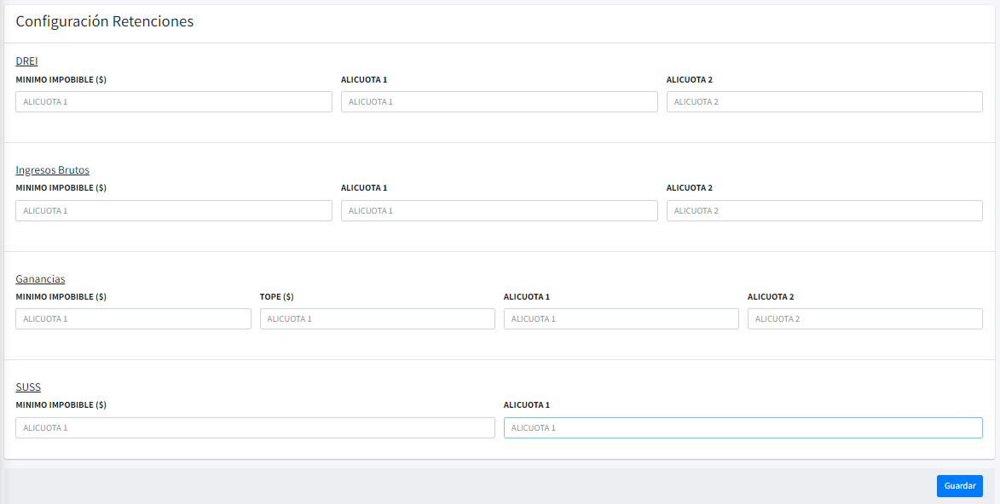 Configuración Retenciones
DREI
MINIMO IMPOBIBLE ($) ALICUOTA 1 ALICUOTA 2
ALICUOTA 1 ALICUOTA 1 ALICUOTA 2
Ingresos Brutos
MINIMO IMPOBIBLE ($) ALICUOTA 1 ALICUOTA 2
ALICUOTA 1 ALICUOTA 1 ALICUOTA 2
Ganancias
MINIMO IMPOBIBLE ($) TOPE ($) ALICUOTA 1 ALICUOTA 2
ALICUOTA 1 ALICUOTA 1 ALICUOTA 1 ALICUOTA 2
SUSS
MINIMO IMPOBIBLE ($) ALICUOTA 1
ALICUOTA 1 ALICUOTA 1
Guardar